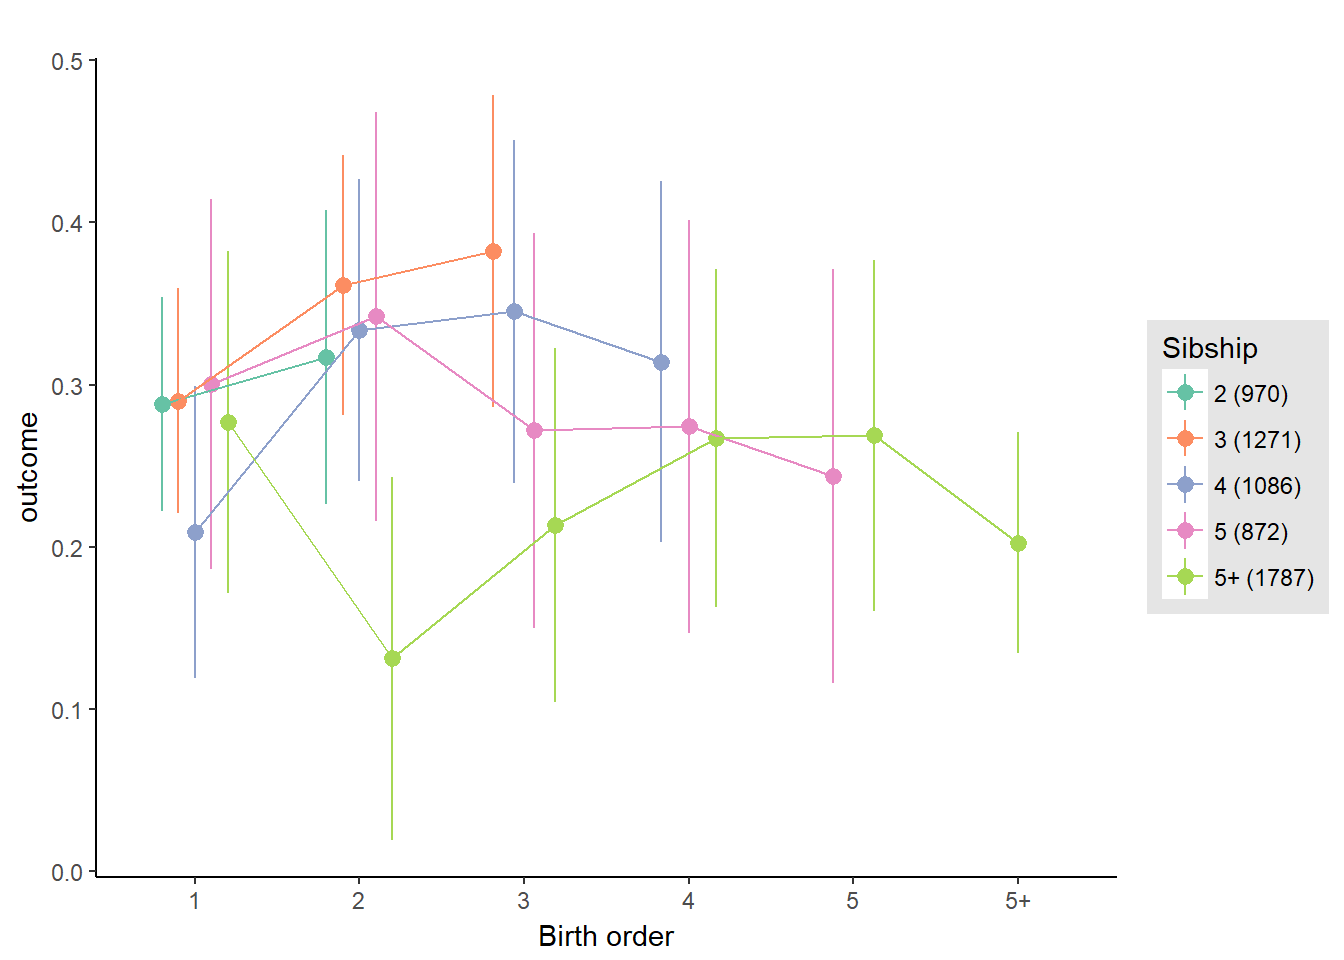 0.5
0.4
0.3
0.2
0.1
0.0
outcome
1 2 3 4 5 5+
Birth order
Sibship
2 (970)
3 (1271)
4 (1086)
5 (872)
5+ (1787)